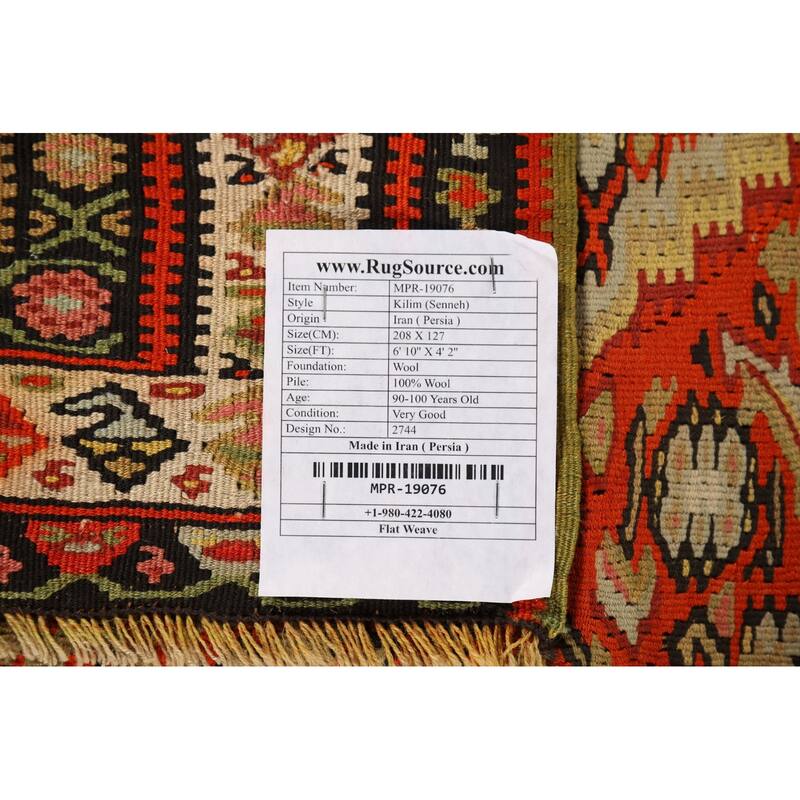 www.RugSource.com
Item Number: MPR-19076
Style Kilim (Senneh)
Origin Iran ( Persia )
Size(CM): 208 X 127
Size(FT): 6' 10" X 4' 2"
Foundation: Wool
Pile: 100% Wool
Age: 90-100 Years Old
Condition: Very Good
Design No.: 2744
Made in Iran ( Persia )
MPR-19076
+1-980-422-4080
Flat Weave